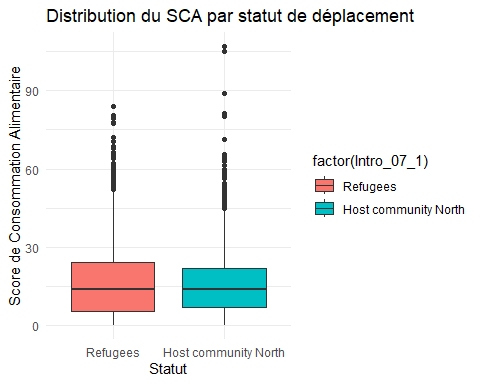 Distribution du SCA par statut de déplacement
Score de Consommation Alimentaire
90
60
30
0
Refugees
Host community North
Statut
factor(Intro_07_1)
Refugees
Host community North